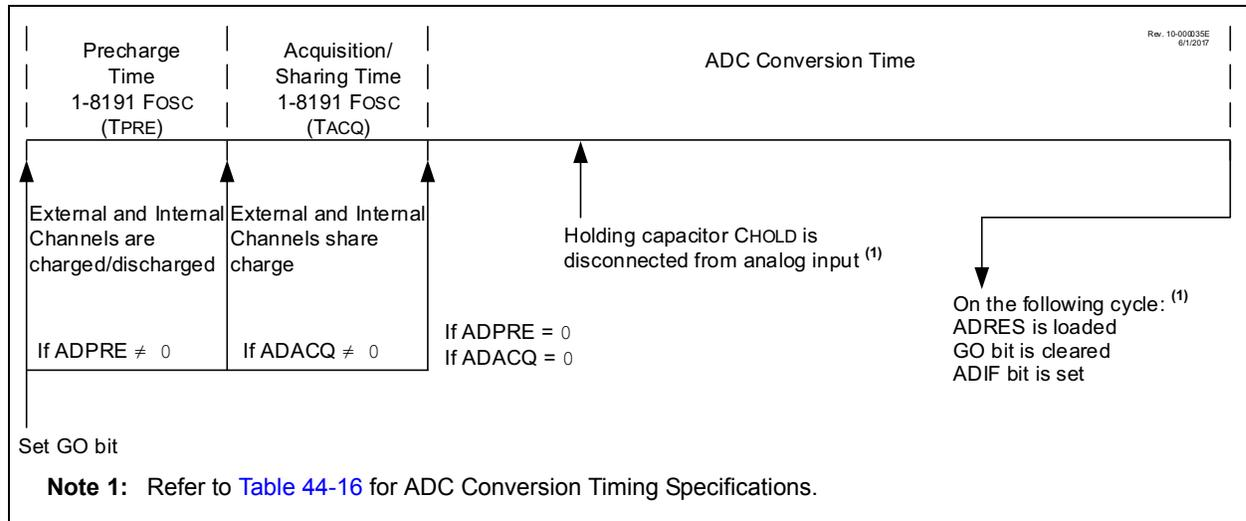 Rev. 10-000035E
6/1/2017
Precharge
Time
1-8191 FOSC
(TPRE)
Acquisition/
Sharing Time
1-8191 FOSC
(TACQ)
ADC Conversion Time
External and Internal
Channels are
charged/discharged
External and Internal
Channels share
charge
Holding capacitor CHOLD is
disconnected from analog input (1)
If ADPRE ≠ 0
If ADACQ ≠ 0
If ADPRE = 0
If ADACQ = 0
On the following cycle: (1)
ADRES is loaded
GO bit is cleared
ADIF bit is set
Set GO bit
Note 1: Refer to Table 44-16 for ADC Conversion Timing Specifications.